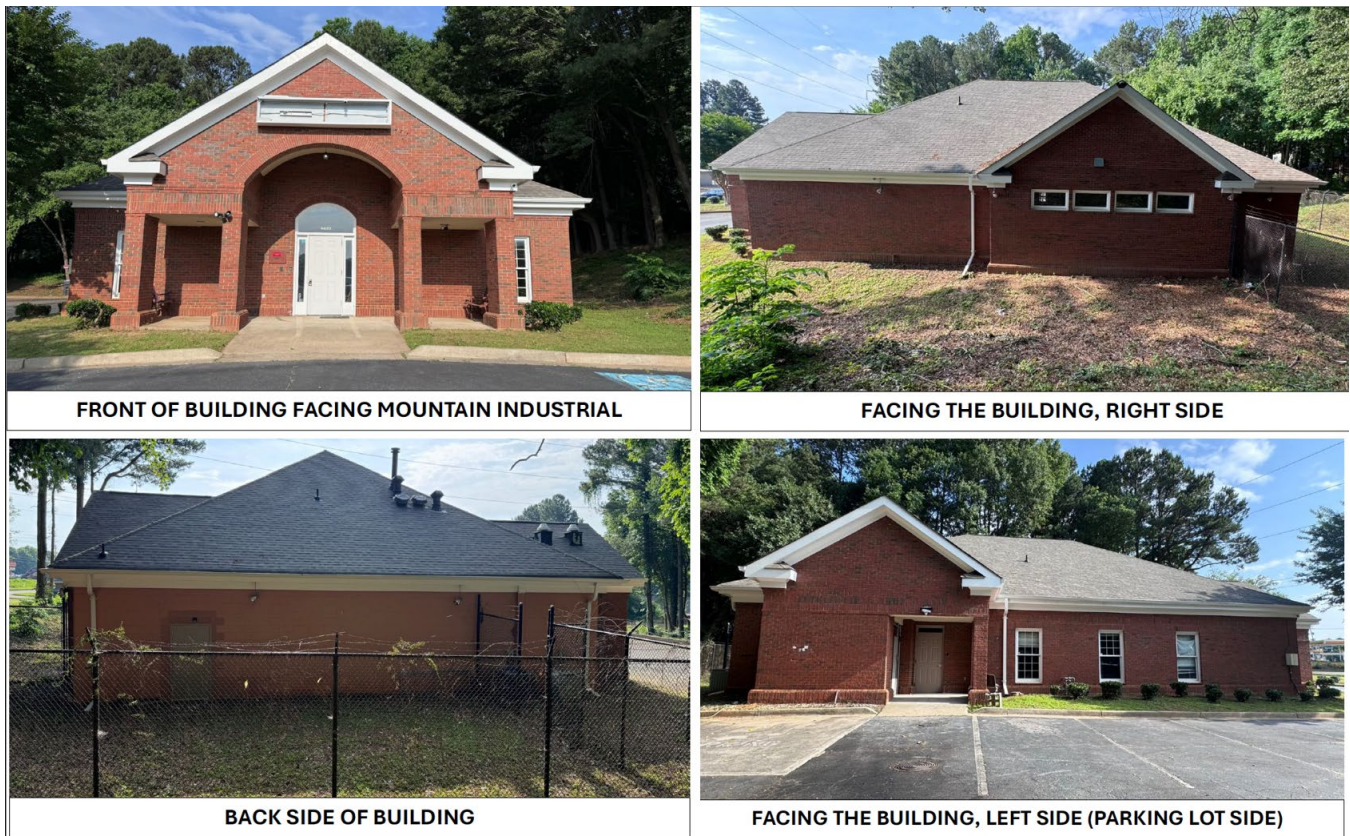 FRONT OF BUILDING FACING MOUNTAIN INDUSTRIAL
FACING THE BUILDING, RIGHT SIDE
BACK SIDE OF BUILDING
FACING THE BUILDING, LEFT SIDE (PARKING LOT SIDE)